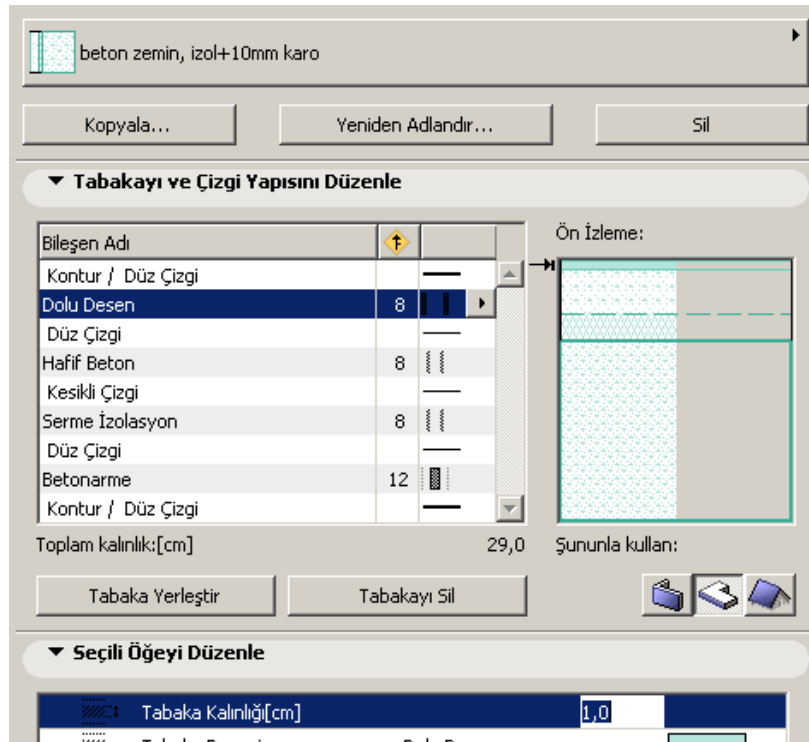 beton zemin, izol+10mm karo
Kopyala... Yeniden Adlandır... Sil
Tabakayı ve Çizgi Yapısını Düzenle
Bileşen Adı
Ön İzleme:
Kontur / Düz Çizgi
Dolu Desen 8
Düz Çizgi
Hafif Beton 8
Kesikli Çizgi
Serme İzolasyon 8
Düz Çizgi
Betonarme 12
Kontur / Düz Çizgi
Toplam kalınlık:[cm] 29,0 Şununla kullan:
Tabaka Yerleştir Tabakayı Sil
Seçili Öğeyi Düzenle
Tabaka Kalınlığı[cm] 1,0